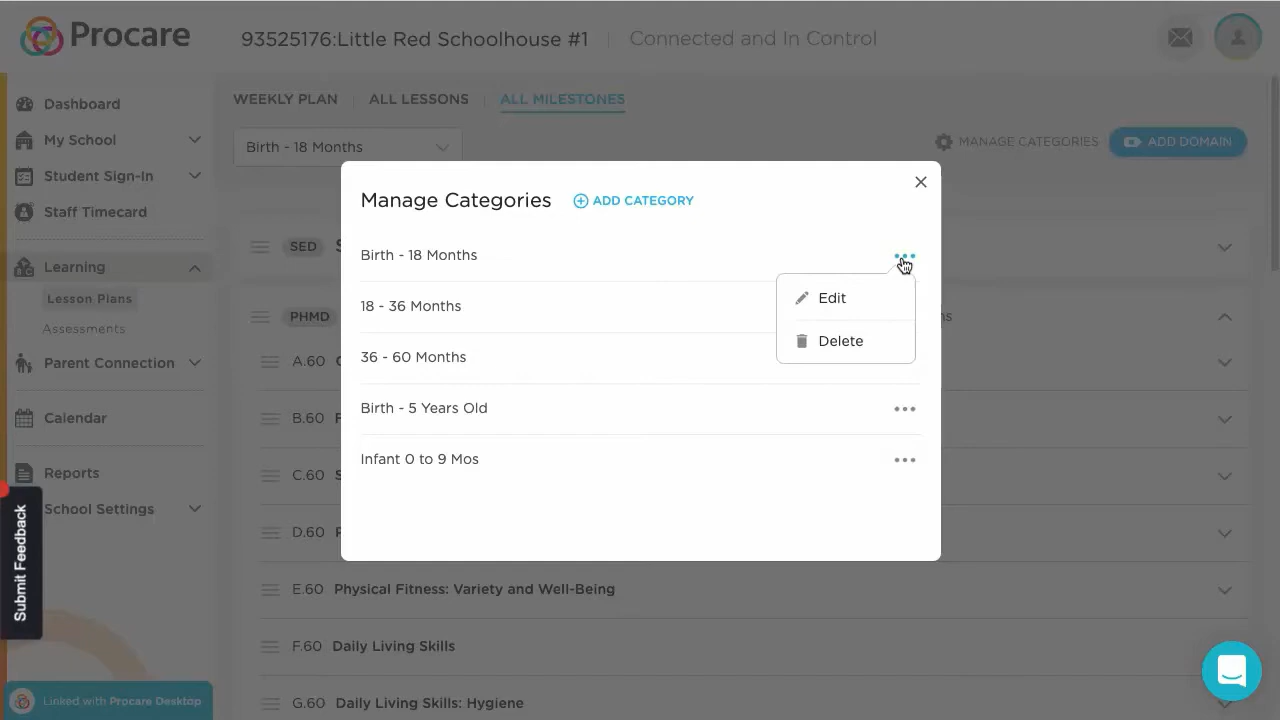 Procare
93525176:Little Red Schoolhouse #1
Connected and In Control
Dashboard
My School
Student Sign-In
Staff Timecard
Learning
Lesson Plans
Assessments
Parent Connection
Calendar
Reports
School Settings
Submit Feedback
Linked with Procare Desktop
WEEKLY PLAN
ALL LESSONS
ALL MILESTONES
Birth - 18 Months
MANAGE CATEGORIES
ADD DOMAIN
SED
PHMD
A.60
B.60
C.60
D.60
E.60 Physical Fitness: Variety and Well-Being
F.60 Daily Living Skills
G.60 Daily Living Skills: Hygiene
Manage Categories
ADD CATEGORY
Birth - 18 Months
18 - 36 Months
36 - 60 Months
Birth - 5 Years Old
Infant 0 to 9 Mos
Edit
Delete